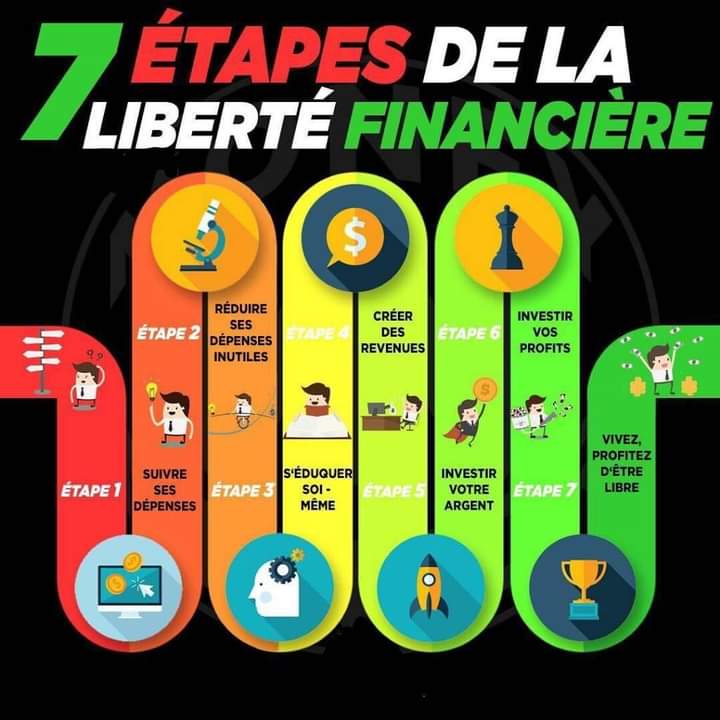 7 ÉTAPES DE LA
LIBERTÉ FINANCIÈRE
ÉTAPE 1
SUIVRE
SES
DÉPENSES
ÉTAPE 2
RÉDUIRE
SES
DÉPENSES
INUTILES
ÉTAPE 3
S'ÉDUQUER
SOI -
MÊME
ÉTAPE 4
CRÉER
DES
REVENUES
ÉTAPE 5
INVESTIR
VOTRE
ARGENT
ÉTAPE 6
INVESTIR
VOS
PROFITS
ÉTAPE 7
VIVEZ,
PROFITEZ
D'ÊTRE
LIBRE